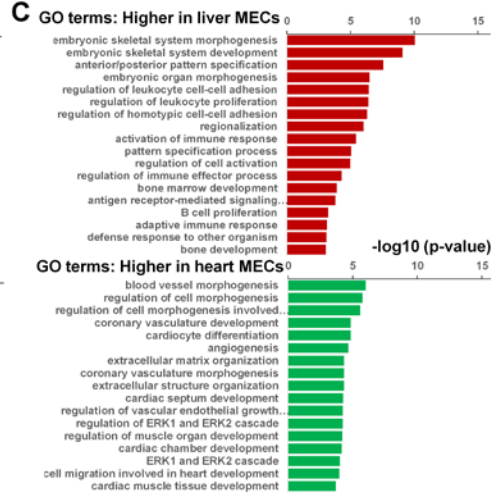 C GO terms: Higher in liver MECs
0 5 10 15
embryonic skeletal system morphogenesis
embryonic skeletal system development
anterior/posterior pattern specification
embryonic organ morphogenesis
regulation of leukocyte cell-cell adhesion
regulation of leukocyte proliferation
regulation of homotypic cell-cell adhesion
regionalization
activation of immune response
pattern specification process
regulation of cell activation
regulation of immune effector process
bone marrow development
antigen receptor-mediated signaling...
B cell proliferation
adaptive immune response
defense response to other organism
bone development
-log10 (p-value)
GO terms: Higher in heart MECs
0 5 10 15
blood vessel morphogenesis
regulation of cell morphogenesis
regulation of cell morphogenesis involved...
coronary vasculature development
cardiocyte differentiation
angiogenesis
extracellular matrix organization
coronary vasculature morphogenesis
extracellular structure organization
cardiac septum development
regulation of vascular endothelial growth...
regulation of ERK1 and ERK2 cascade
regulation of muscle organ development
cardiac chamber development
ERK1 and ERK2 cascade
cell migration involved in heart development
cardiac muscle tissue development